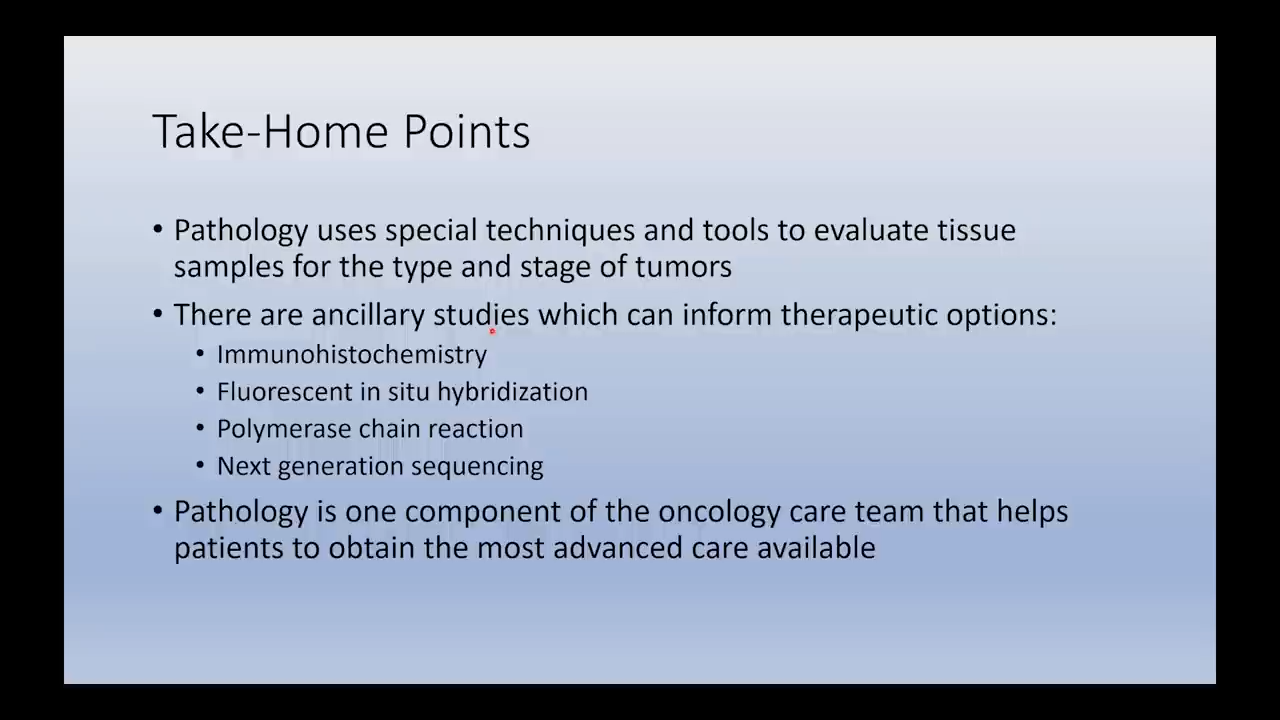 Take-Home Points
• Pathology uses special techniques and tools to evaluate tissue
samples for the type and stage of tumors
• There are ancillary studies which can inform therapeutic options:
• Immunohistochemistry
• Fluorescent in situ hybridization
• Polymerase chain reaction
• Next generation sequencing
• Pathology is one component of the oncology care team that helps
patients to obtain the most advanced care available